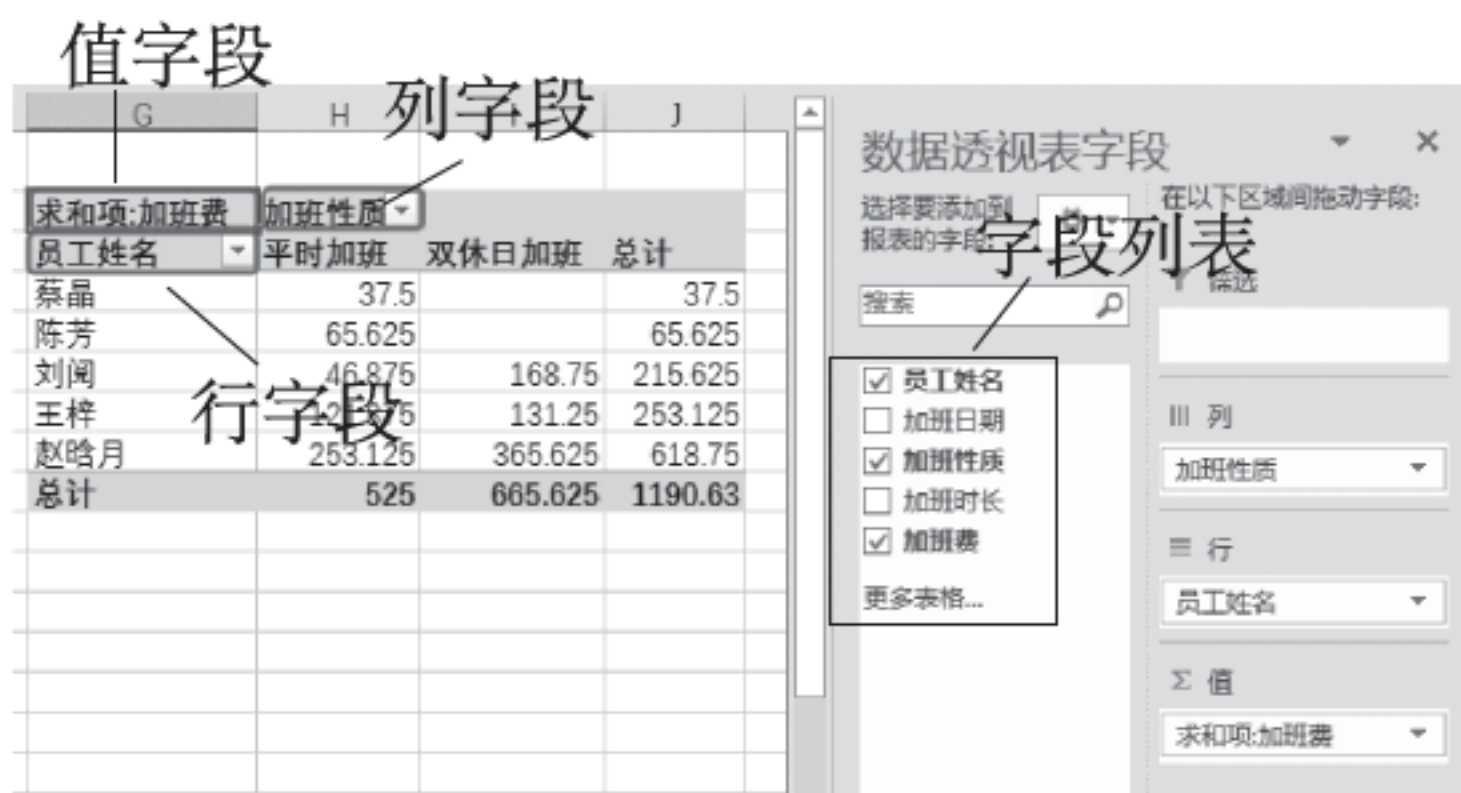 值字段
列字段
G H J
求和项:加班费 加班性质
员工姓名 平时加班 双休日加班 总计
蔡晶 37.5 37.5
陈芳 65.625 65.625
刘阅 46.875 168.75 215.625
行字段
王梓 131.25 253.125
赵晗月 253.125 365.625 618.75
总计 525 665.625 1190.63
数据透视表字段
选择要添加到
报表的字段:
字段列表
搜索
员工姓名
加班日期
加班性质
加班时长
加班费
更多表格...
在以下区域间拖动字段:
筛选
列
加班性质
行
员工姓名
Σ 值
求和项:加班费